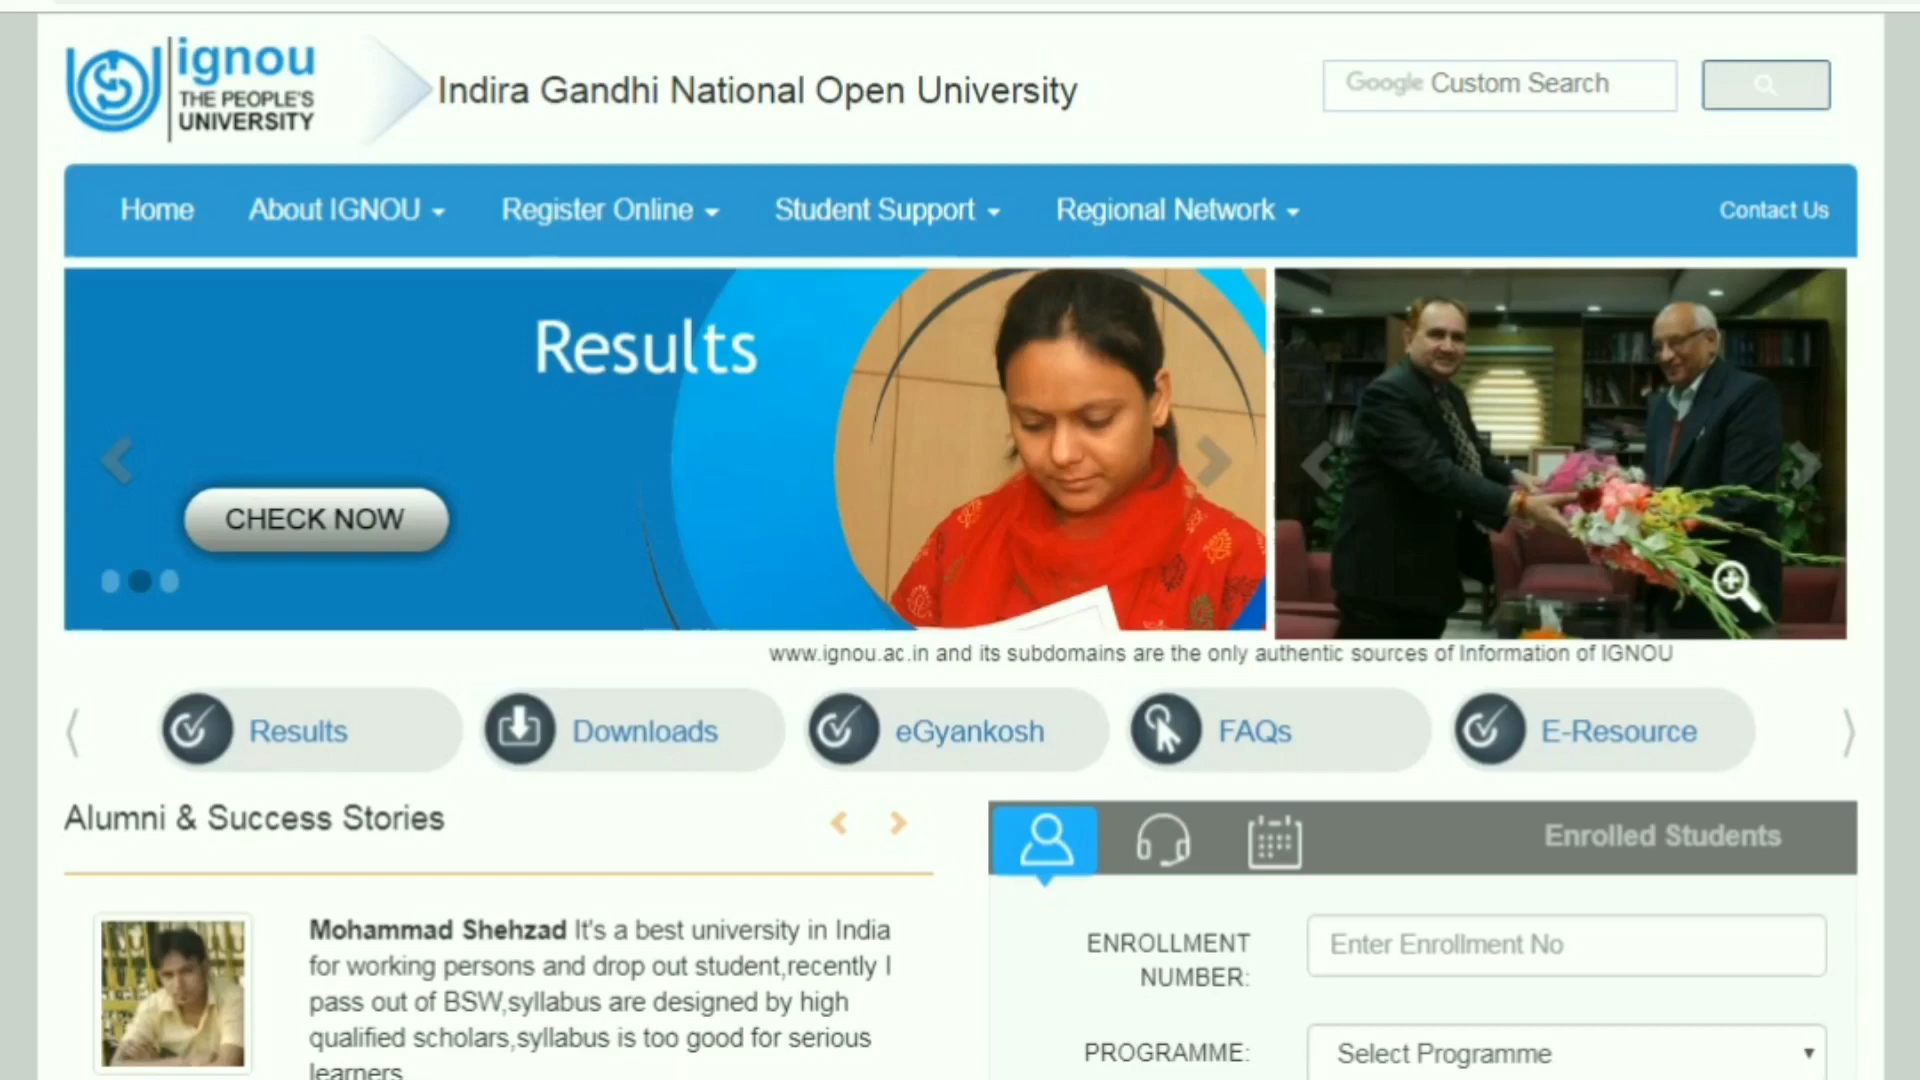 ignou
THE PEOPLE'S
UNIVERSITY
Indira Gandhi National Open University
Google Custom Search
Home
About IGNOU
Register Online
Student Support
Regional Network
Contact Us
Results
CHECK NOW
www.ignou.ac.in and its subdomains are the only authentic sources of Information of IGNOU
Results
Downloads
eGyankosh
FAQs
E-Resource
Alumni & Success Stories
Enrolled Students
Mohammad Shehzad It's a best university in India
for working persons and drop out student,recently I
pass out of BSW,syllabus are designed by high
qualified scholars,syllabus is too good for serious
learners
ENROLLMENT
NUMBER:
Enter Enrollment No
PROGRAMME:
Select Programme